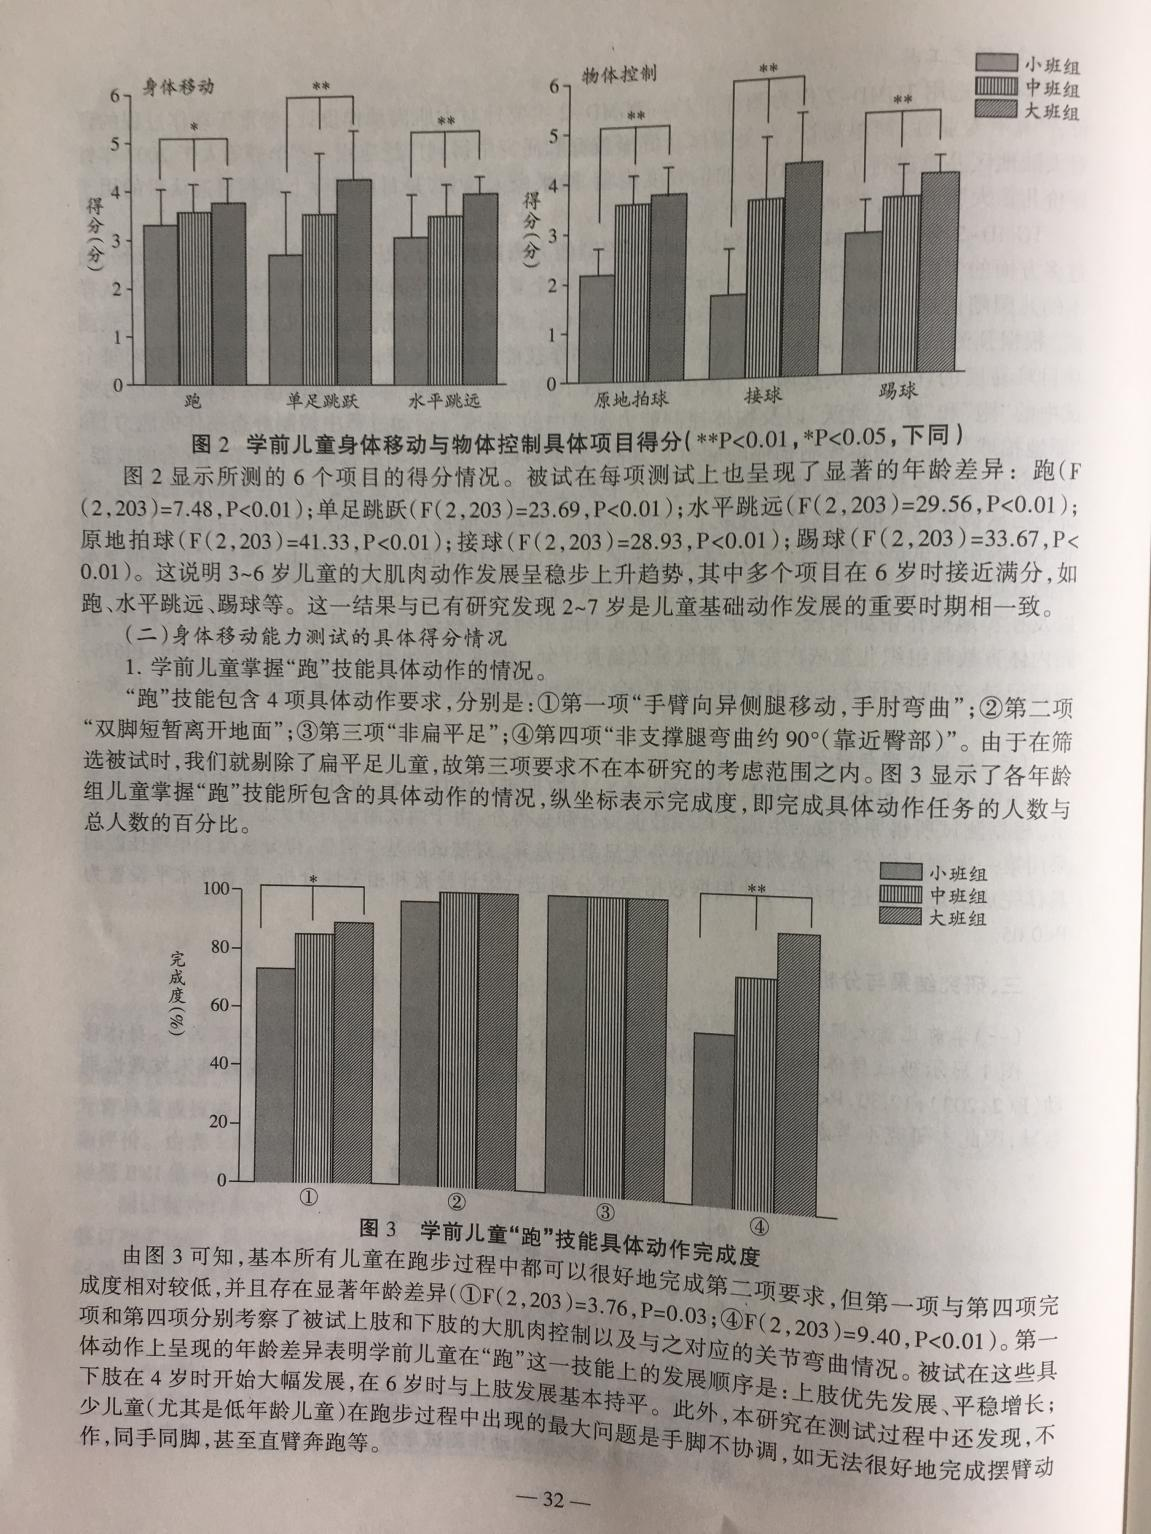 身体移动
物体控制
小班组
中班组
大班组
得分(分)
6
5
4
3
2
1
0
*
**
**
跑
单足跳跃
水平跳远
得分(分)
6
5
4
3
2
1
0
**
**
**
原地拍球
接球
踢球
图 2 学前儿童身体移动与物体控制具体项目得分(**P<0.01,*P<0.05,下同)
图 2 显示所测的 6 个项目的得分情况。被试在每项测试上也呈现了显著的年龄差异：跑(F
(2,203)=7.48,P<0.01);单足跳跃(F(2,203)=23.69,P<0.01);水平跳远(F(2,203)=29.56,P<0.01);
原地拍球(F(2,203)=41.33,P<0.01);接球(F(2,203)=28.93,P<0.01);踢球(F(2,203)=33.67,P<
0.01)。这说明 3~6 岁儿童的大肌肉动作发展呈稳步上升趋势,其中多个项目在 6 岁时接近满分,如
跑、水平跳远、踢球等。这一结果与已有研究发现 2~7 岁是儿童基础动作发展的重要时期相一致。
(二)身体移动能力测试的具体得分情况
1. 学前儿童掌握“跑”技能具体动作的情况。
“跑”技能包含 4 项具体动作要求,分别是:①第一项“手臂向异侧腿移动,手肘弯曲”;②第二项
“双脚短暂离开地面”;③第三项“非扁平足”;④第四项“非支撑腿弯曲约 90°(靠近臀部)”。由于在筛
选被试时,我们就剔除了扁平足儿童,故第三项要求不在本研究的考虑范围之内。图 3 显示了各年龄
组儿童掌握“跑”技能所包含的具体动作的情况,纵坐标表示完成度,即完成具体动作任务的人数与
总人数的百分比。
小班组
中班组
大班组
完成度(%)
100
80
60
40
20
0
*
**
①
②
③
④
图 3 学前儿童“跑”技能具体动作完成度
由图 3 可知,基本所有儿童在跑步过程中都可以很好地完成第二项要求,但第一项与第四项完
成度相对较低,并且存在显著年龄差异(①F(2,203)=3.76,P=0.03;④F(2,203)=9.40,P<0.01)。第一
项和第四项分别考察了被试上肢和下肢的大肌肉控制以及与之对应的关节弯曲情况。被试在这些具
体动作上呈现的年龄差异表明学前儿童在“跑”这一技能上的发展顺序是:上肢优先发展、平稳增长;
下肢在 4 岁时开始大幅发展,在 6 岁时与上肢发展基本持平。此外,本研究在测试过程中还发现,不
少儿童(尤其是低年龄儿童)在跑步过程中出现的最大问题是手脚不协调,如无法很好地完成摆臂动
作,同手同脚,甚至直臂奔跑等。
— 32 —